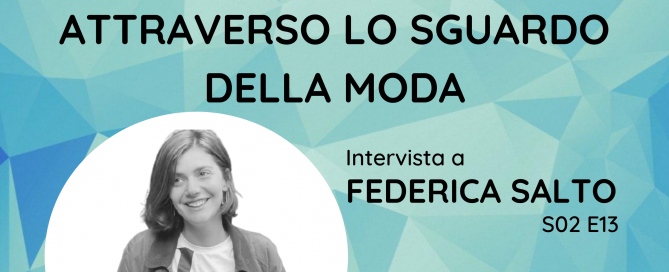 ATTRAVERSO LO SGUARDO
DELLA MODA
Intervista a
FEDERICA SALTO
S02 E13